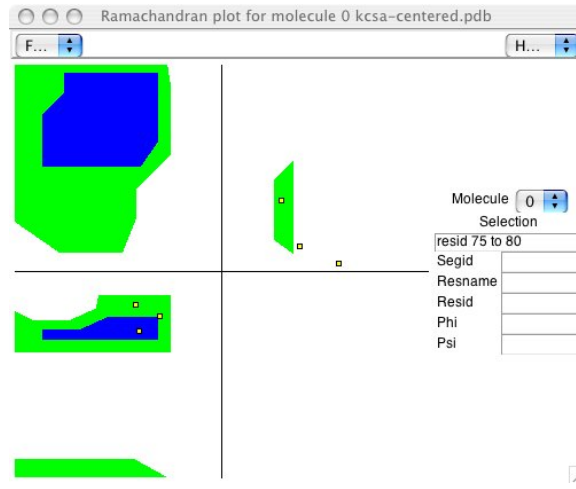 Ramachandran plot for molecule 0 kcsa-centered.pdb
F... H...
Molecule 0
Selection
resid 75 to 80
Segid
Resname
Resid
Phi
Psi